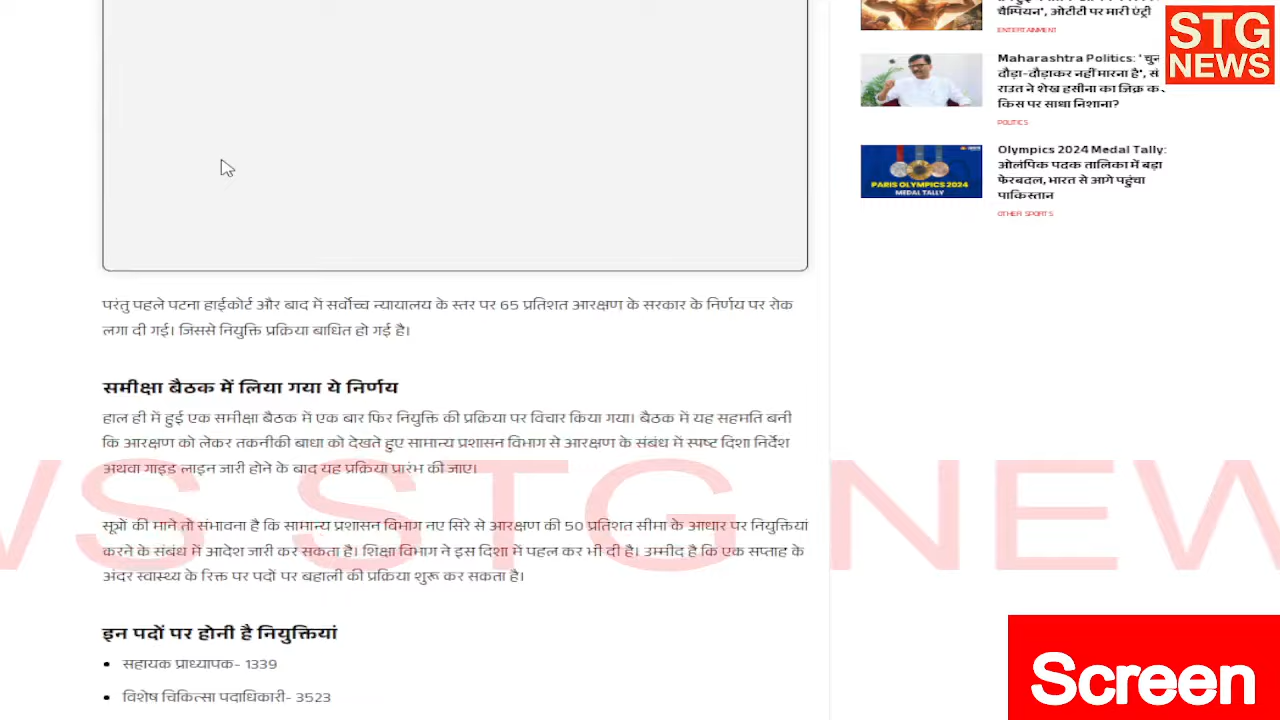 चैम्पियन', ओटीटी पर मारी एंट्री
ENTERTAINMENT
STG
NEWS
Maharashtra Politics: 'चुन
दौड़ा-दौड़ाकर नहीं मारना है', सं
राउत ने शेख हसीना का जिक्र क
किस पर साधा निशाना?
POLITICS
PARIS OLYMPICS 2024
MEDAL TALLY
Olympics 2024 Medal Tally:
ओलंपिक पदक तालिका में बड़ा
फेरबदल, भारत से आगे पहुंचा
पाकिस्तान
OTHER SPORTS
परंतु पहले पटना हाईकोर्ट और बाद में सर्वोच्च न्यायालय के स्तर पर 65 प्रतिशत आरक्षण के सरकार के निर्णय पर रोक
लगा दी गई। जिससे नियुक्ति प्रक्रिया बाधित हो गई है।
समीक्षा बैठक में लिया गया ये निर्णय
हाल ही में हुई एक समीक्षा बैठक में एक बार फिर नियुक्ति की प्रक्रिया पर विचार किया गया। बैठक में यह सहमति बनी
कि आरक्षण को लेकर तकनीकी बाधा को देखते हुए सामान्य प्रशासन विभाग से आरक्षण के संबंध में स्पष्ट दिशा निर्देश
अथवा गाइड लाइन जारी होने के बाद यह प्रक्रिया प्रारंभ की जाए।
WS STG NEW
सूत्रों की माने तो संभावना है कि सामान्य प्रशासन विभाग नए सिरे से आरक्षण की 50 प्रतिशत सीमा के आधार पर नियुक्तियां
करने के संबंध में आदेश जारी कर सकता है। शिक्षा विभाग ने इस दिशा में पहल कर भी दी है। उम्मीद है कि एक सप्ताह के
अंदर स्वास्थ्य के रिक्त पर पदों पर बहाली की प्रक्रिया शुरू कर सकता है।
इन पदों पर होनी है नियुक्तियां
• सहायक प्राध्यापक- 1339
• विशेष चिकित्सा पदाधिकारी- 3523
Screen